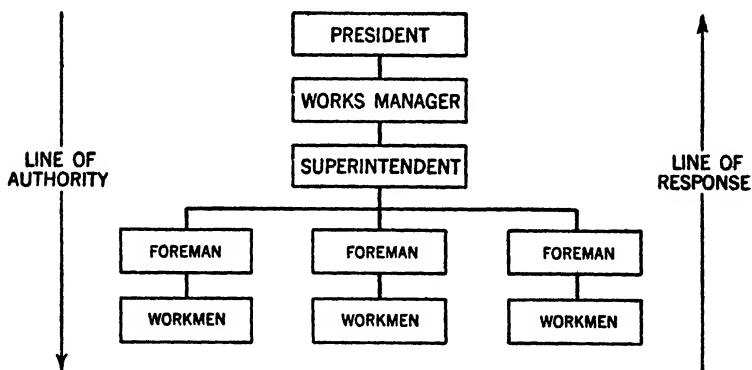 PRESIDENT
WORKS MANAGER
SUPERINTENDENT
LINE OF
AUTHORITY
LINE OF
RESPONSE
FOREMAN
FOREMAN
FOREMAN
WORKMEN
WORKMEN
WORKMEN